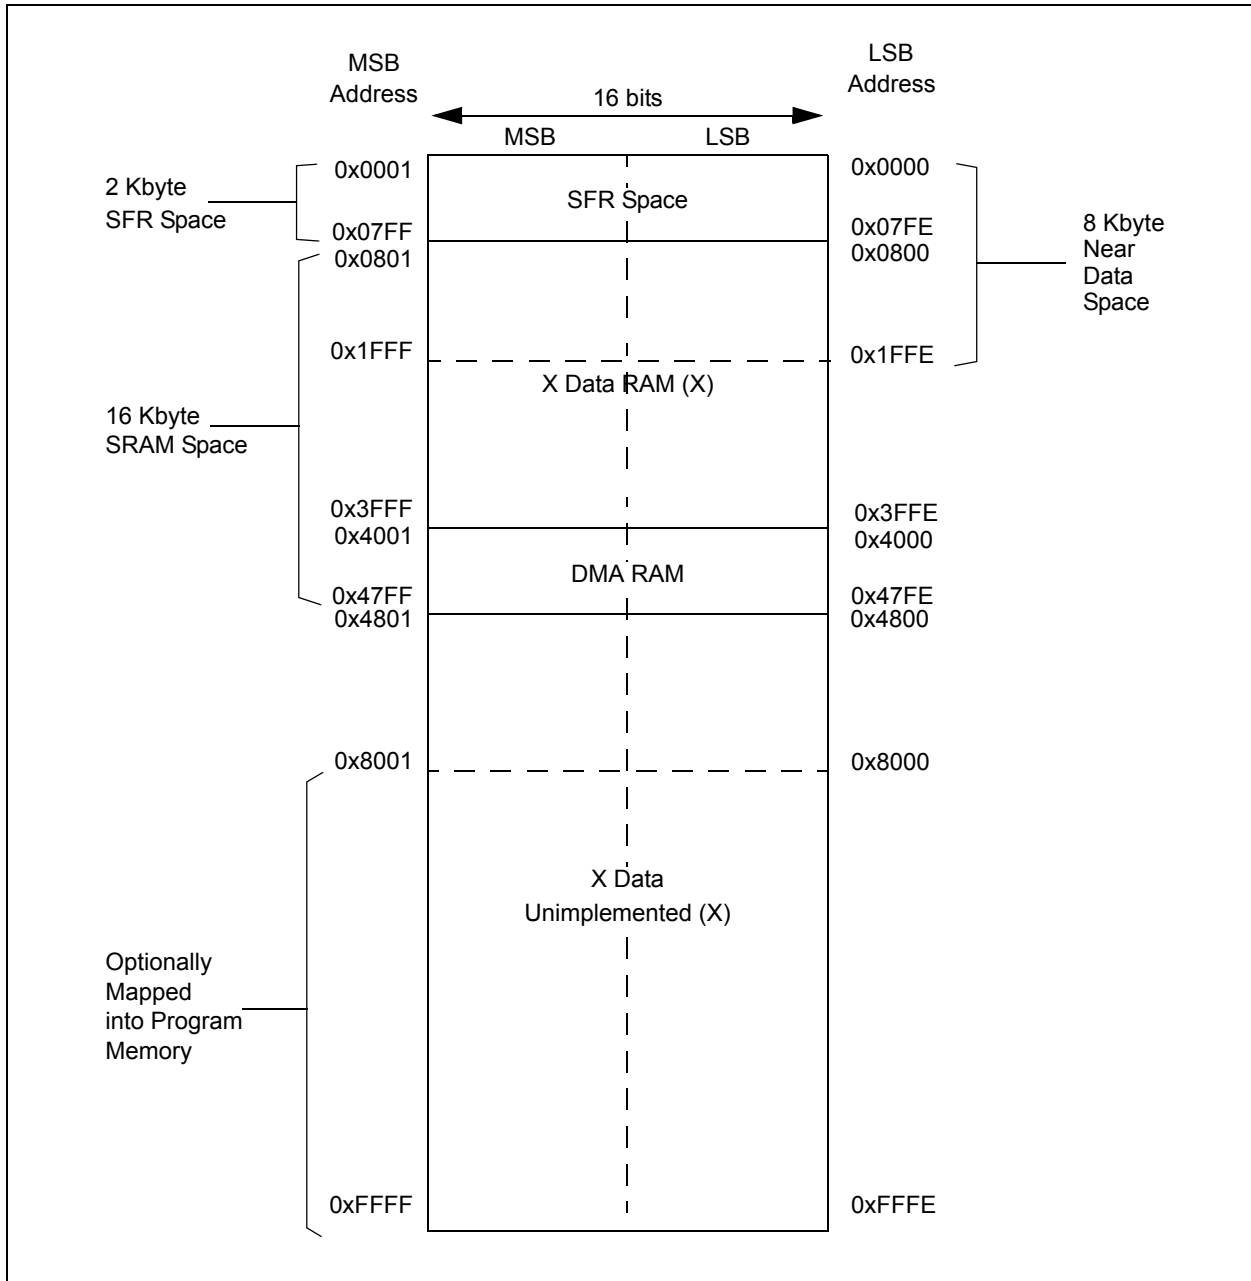 MSB
Address
LSB
Address
16 bits
MSB
LSB
0x0001
0x0000
2 Kbyte
SFR Space
SFR Space
0x07FF
0x07FE
0x0801
0x0800
8 Kbyte
Near
Data
Space
0x1FFF
0x1FFE
X Data RAM (X)
16 Kbyte
SRAM Space
0x3FFF
0x3FFE
0x4001
0x4000
DMA RAM
0x47FF
0x47FE
0x4801
0x4800
0x8001
0x8000
X Data
Unimplemented (X)
Optionally
Mapped
into Program
Memory
0xFFFF
0xFFFE